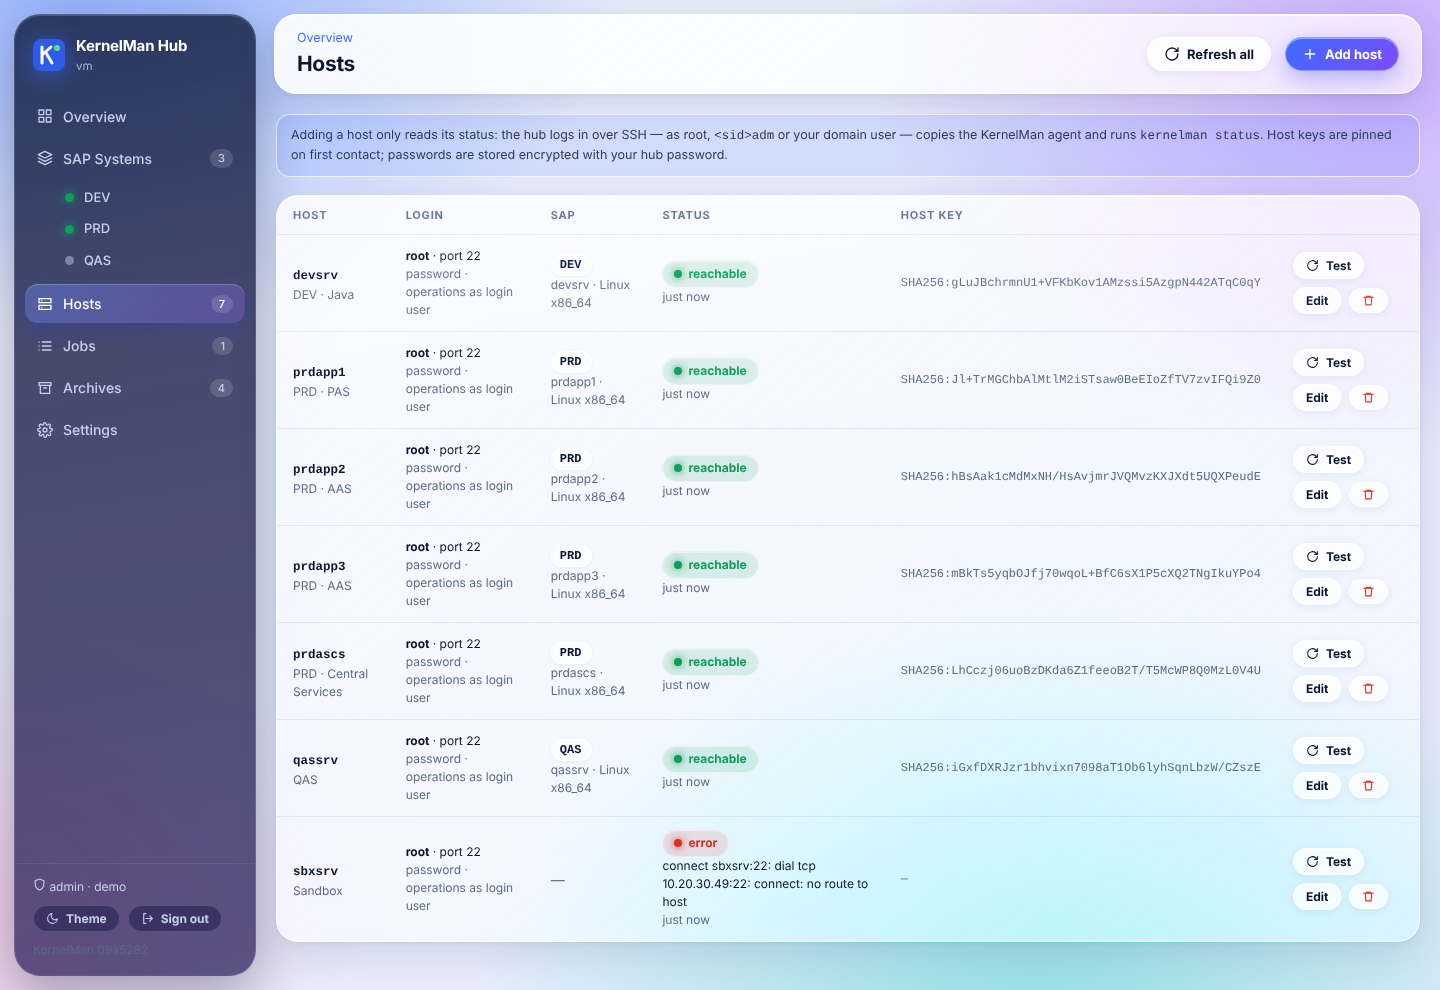 KernelMan Hub
vm
Overview
SAP Systems 3
DEV
PRD
QAS
Hosts 7
Jobs 1
Archives 4
Settings
admin · demo
Theme Sign out
KernelMan 09a5282
Overview
Hosts
Refresh all Add host
Adding a host only reads its status: the hub logs in over SSH — as root, <sid>adm or your domain user — copies the KernelMan agent and runs kernelman status. Host keys are pinned
on first contact; passwords are stored encrypted with your hub password.
HOST LOGIN SAP STATUS HOST KEY
devsrv
DEV · Java
root · port 22
password ·
operations as login
user
DEV
devsrv · Linux
x86_64
reachable
just now
SHA256:gLuJBchrmnU1+VFKbKov1AMzssi5AzgpN442ATqC0qY
Test
Edit
prdapp1
PRD · PAS
root · port 22
password ·
operations as login
user
PRD
prdapp1 ·
Linux x86_64
reachable
just now
SHA256:Jl+TrMGChbAlMtlM2iSTsaw0BeEIoZfTV7zvIFQi9Z0
Test
Edit
prdapp2
PRD · AAS
root · port 22
password ·
operations as login
user
PRD
prdapp2 ·
Linux x86_64
reachable
just now
SHA256:hBsAak1cMdMxNH/HsAvjmrJVQMvzKXJXdt5UQXPeudE
Test
Edit
prdapp3
PRD · AAS
root · port 22
password ·
operations as login
user
PRD
prdapp3 ·
Linux x86_64
reachable
just now
SHA256:mBkTs5yqbOJfj70wqoL+BfC6sX1P5cXQ2TNgIkuYPo4
Test
Edit
prdascs
PRD · Central
Services
root · port 22
password ·
operations as login
user
PRD
prdascs ·
Linux x86_64
reachable
just now
SHA256:LhCczj06uoBzDKda6Z1feeoB2T/T5McWP8Q0MzL0V4U
Test
Edit
qassrv
QAS
root · port 22
password ·
operations as login
user
QAS
qassrv · Linux
x86_64
reachable
just now
SHA256:iGxfDXRJzr1bhvixn7098aT1Ob6lyhSqnLbzW/CZszE
Test
Edit
sbxsrv
Sandbox
root · port 22
password ·
operations as login
user
—
error
connect sbxsrv:22: dial tcp
10.20.30.49:22: connect: no route to
host
just now
–
Test
Edit